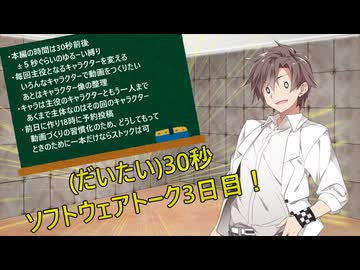 ・本編の時間は30秒前後
±５秒ぐらいのゆるーい縛り
・毎回主役となるキャラクターを変える
いろんなキャラクターで動画をつくりたい
あとはキャラクター像の整理
・キャラは主役のキャラクターともう一人まで
あくまで主体なのはその回のキャラクター
・前日に作り18時に予約投稿
動画づくりの習慣化のため、どうしてもって
ときのために一本だけならストックは可
(だいたい)30秒
ソフトウェアトーク3日目！